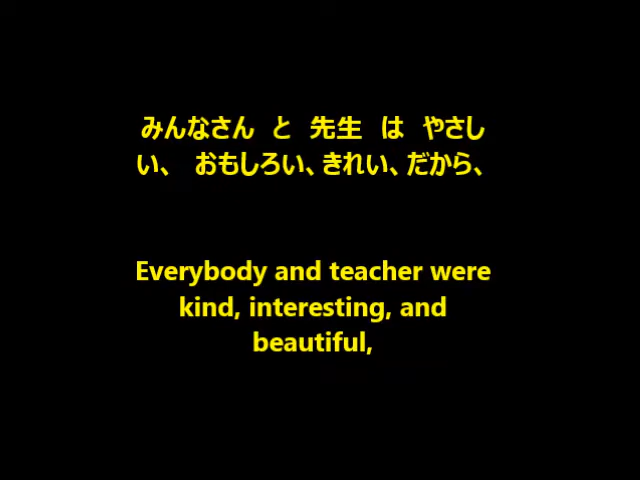 みんなさん　と　先生　は　やさし
い、　おもしろい、きれい、だから、
Everybody and teacher were
kind, interesting, and
beautiful,